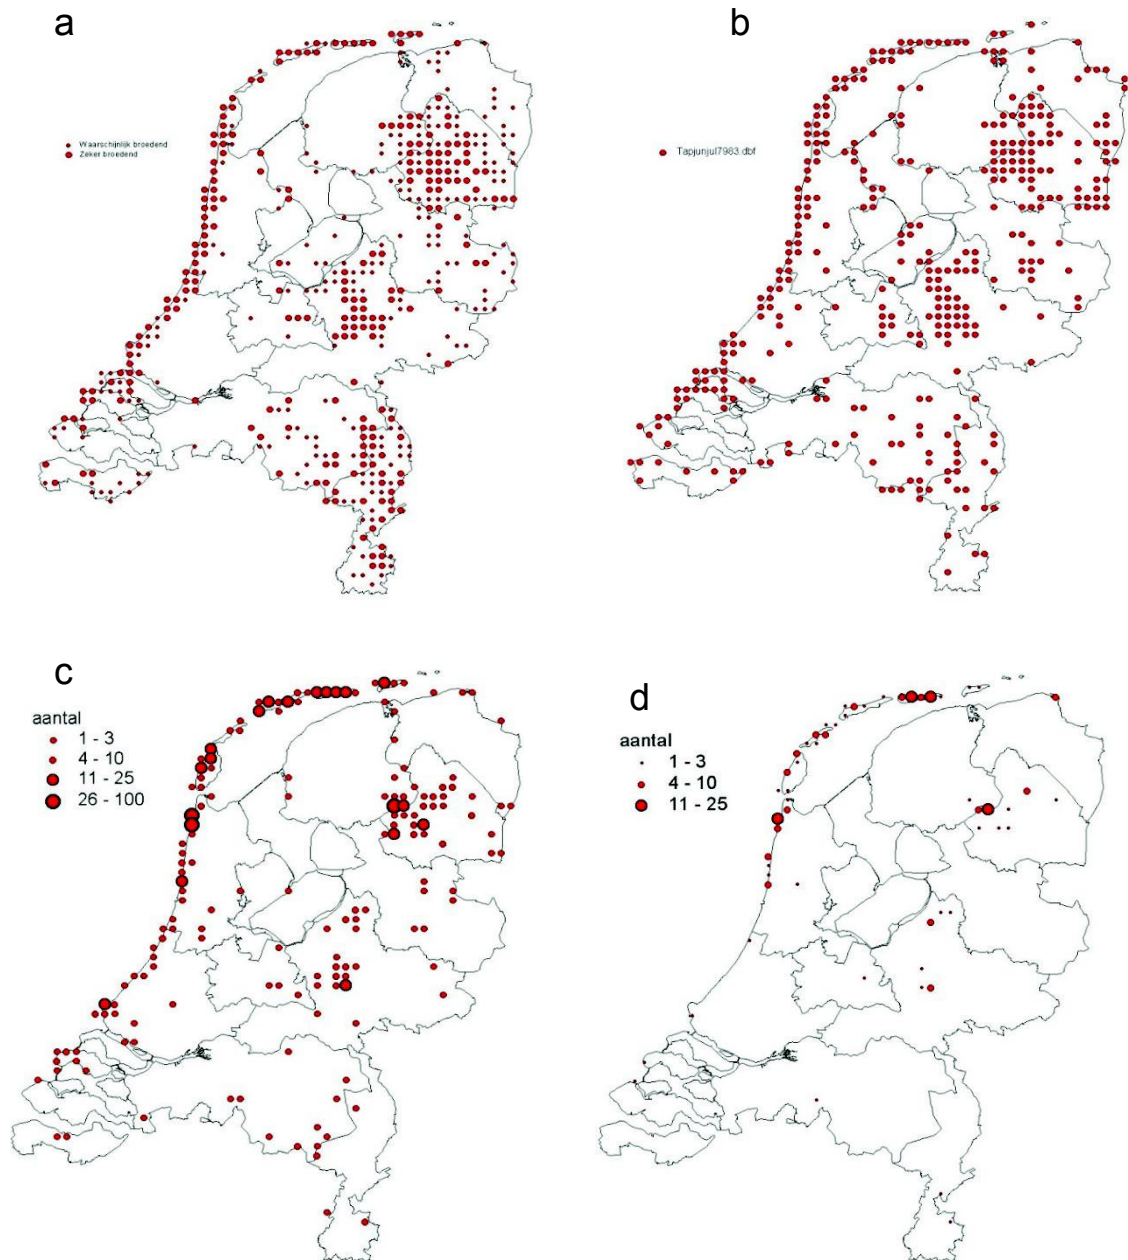 a
b
Waarschijnlijk broedend
Zeker broedend
Tapjunjul7983.dbf
c
d
aantal
1 - 3
4 - 10
11 - 25
26 - 100
aantal
1 - 3
4 - 10
11 - 25